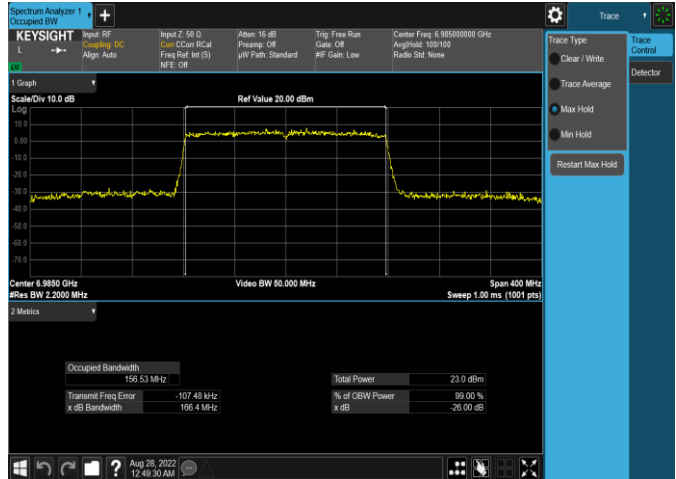 Spectrum Analyzer 1
Occupied BW
Trace
KEYSIGHT
L
AM
Input: RF
Coupling: DC
Align: Auto
Input Z: 50 Ω
Corr CCorr RCal
Freq Ref: Int (S)
NFE: Off
Atten: 16 dB
Preamp: Off
µW Path: Standard
Trig: Free Run
Gate: Off
#IF Gain: Low
Center Freq: 6.985000000 GHz
Avg|Hold: 100/100
Radio Std: None
Trace Type
Clear / Write
Trace Average
Max Hold
Min Hold
Restart Max Hold
Trace Control
Detector
1 Graph
Scale/Div 10.0 dB
Ref Value 20.00 dBm
Log
10.0
0.00
-10.0
-20.0
-30.0
-40.0
-50.0
-60.0
-70.0
Center 6.9850 GHz
Video BW 50.000 MHz
Span 400 MHz
#Res BW 2.2000 MHz
Sweep 1.00 ms (1001 pts)
2 Metrics
Occupied Bandwidth
156.53 MHz
Total Power 23.0 dBm
Transmit Freq Error -107.48 kHz
% of OBW Power 99.00 %
x dB Bandwidth 166.4 MHz
x dB -26.00 dB
Aug 28, 2022
12:49:30 AM